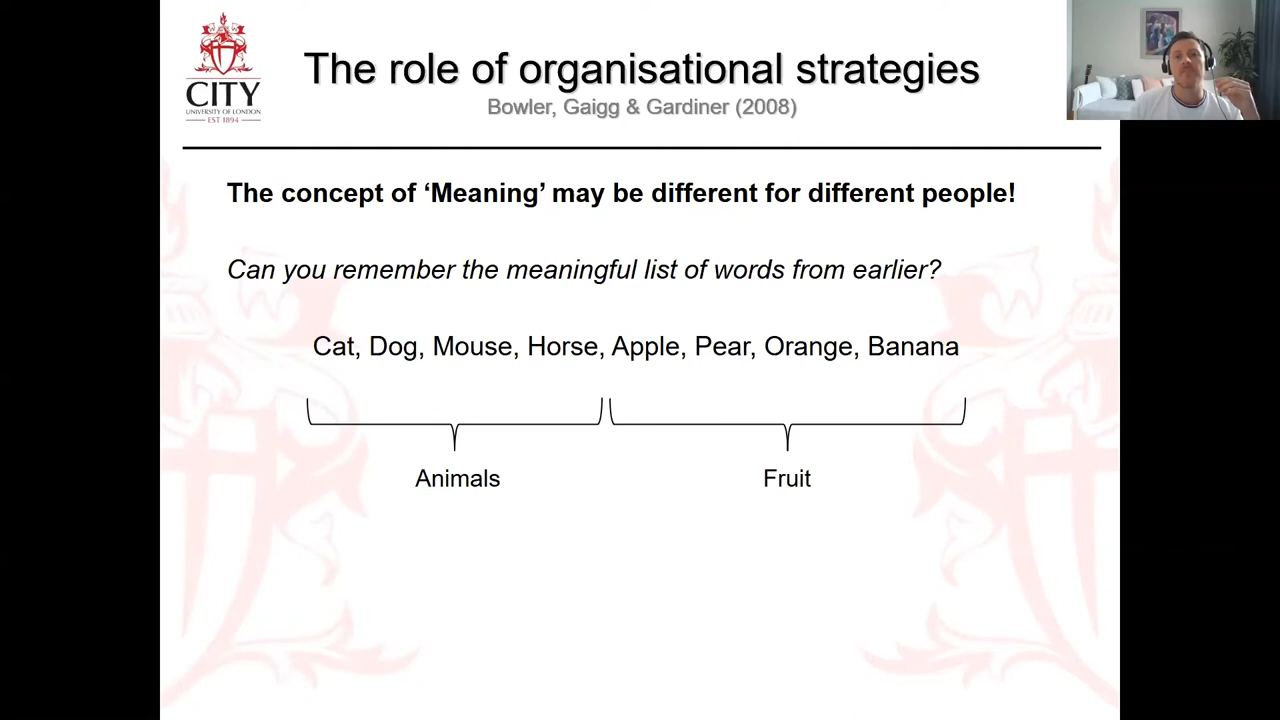 CITY
UNIVERSITY OF LONDON
EST 1894
The role of organisational strategies
Bowler, Gaigg & Gardiner (2008)
The concept of ‘Meaning’ may be different for different people!
Can you remember the meaningful list of words from earlier?
Cat, Dog, Mouse, Horse, Apple, Pear, Orange, Banana
Animals Fruit